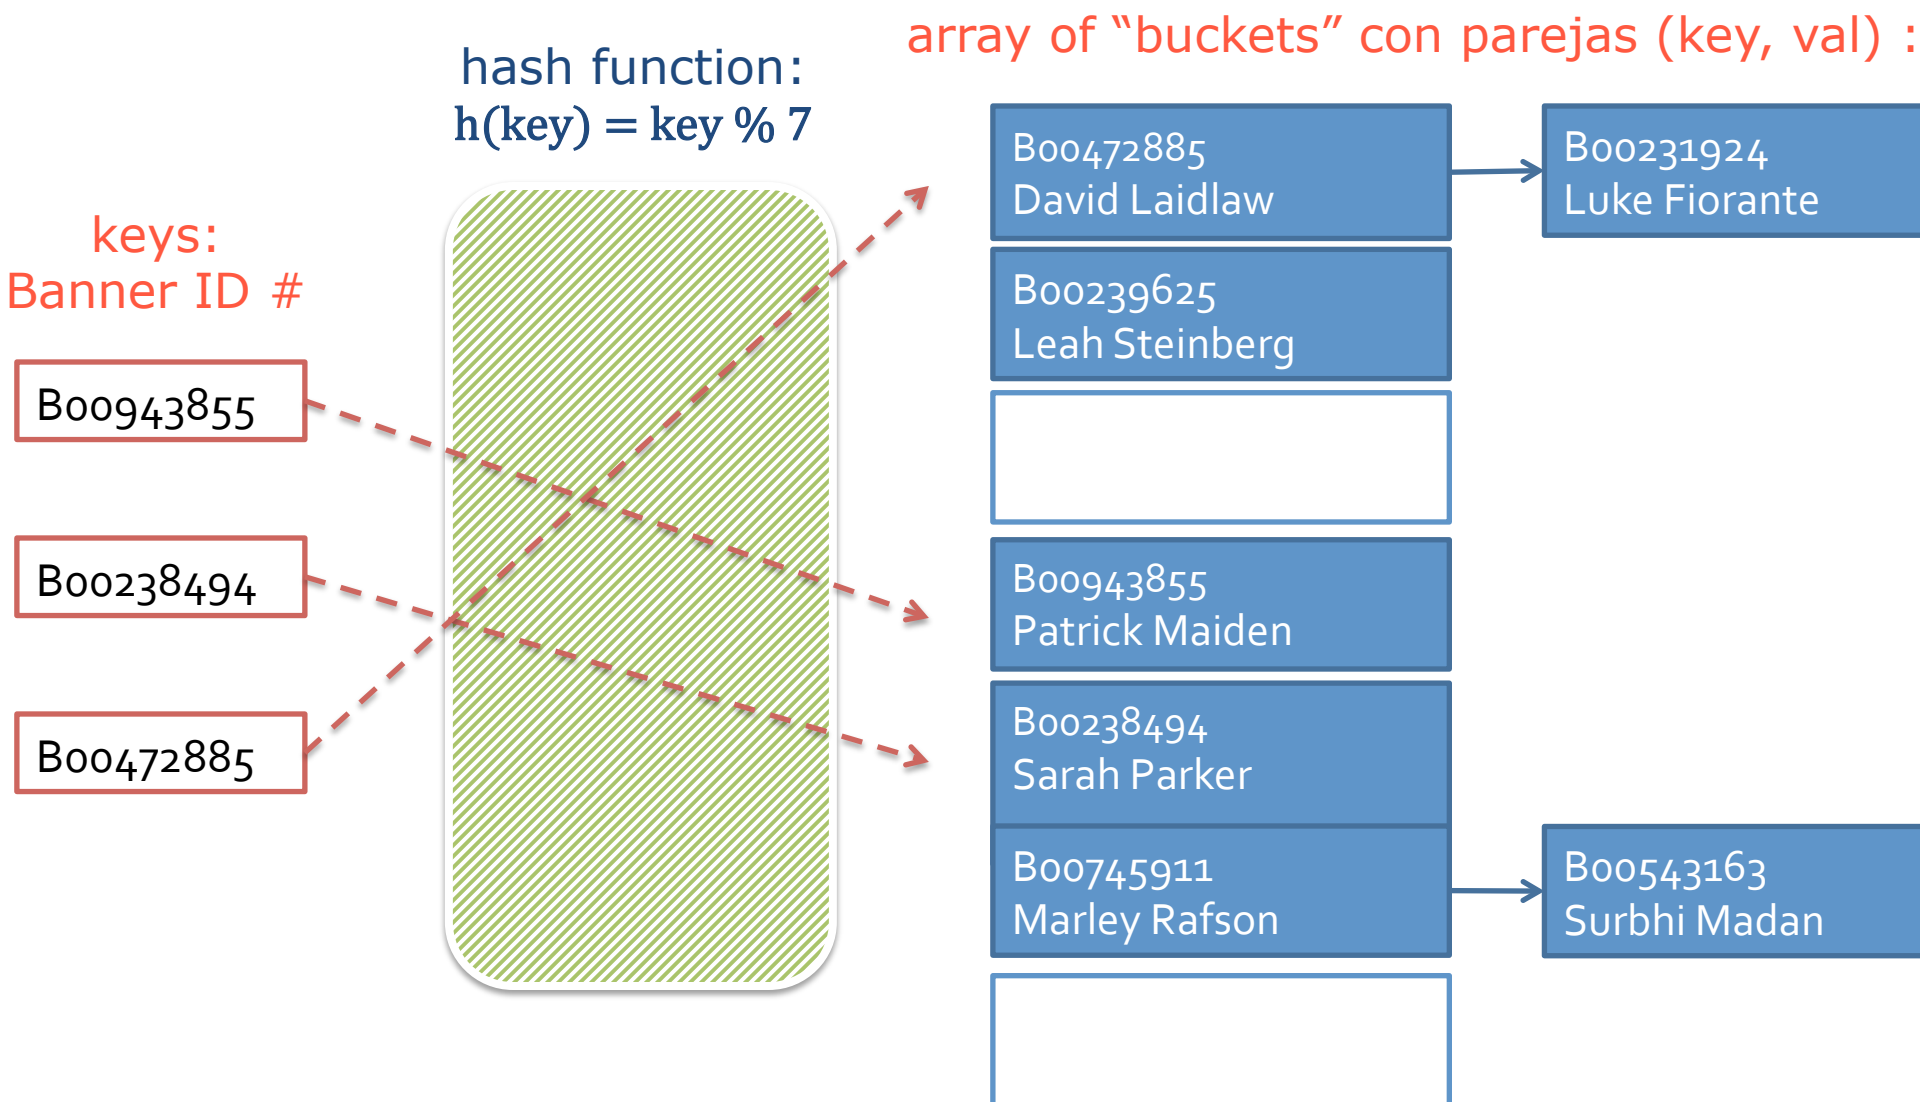 array of “buckets” con parejas (key, val) :
hash function:
h(key) = key % 7
keys:
Banner ID #
B00943855
B00238494
B00472885
B00472885
David Laidlaw
B00231924
Luke Fiorante
B00239625
Leah Steinberg
B00943855
Patrick Maiden
B00238494
Sarah Parker
B00745911
Marley Rafson
B00543163
Surbhi Madan